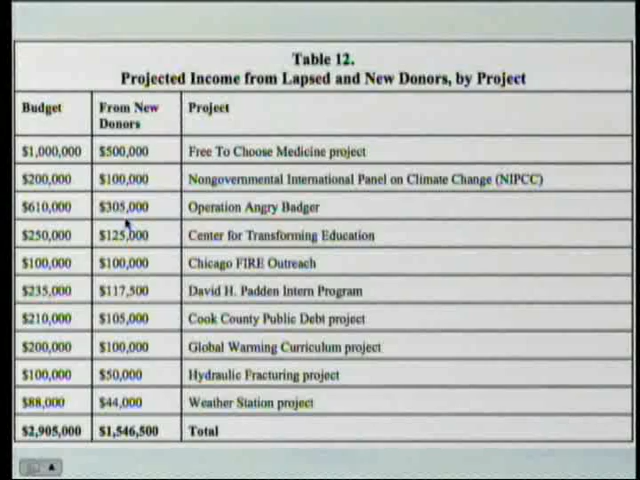 Table 12.
Projected Income from Lapsed and New Donors, by Project
Budget From New Donors Project
$1,000,000 $500,000 Free To Choose Medicine project
$200,000 $100,000 Nongovernmental International Panel on Climate Change (NIPCC)
$610,000 $305,000 Operation Angry Badger
$250,000 $125,000 Center for Transforming Education
$100,000 $100,000 Chicago FIRE Outreach
$235,000 $117,500 David H. Padden Intern Program
$210,000 $105,000 Cook County Public Debt project
$200,000 $100,000 Global Warming Curriculum project
$100,000 $50,000 Hydraulic Fracturing project
$88,000 $44,000 Weather Station project
$2,905,000 $1,546,500 Total